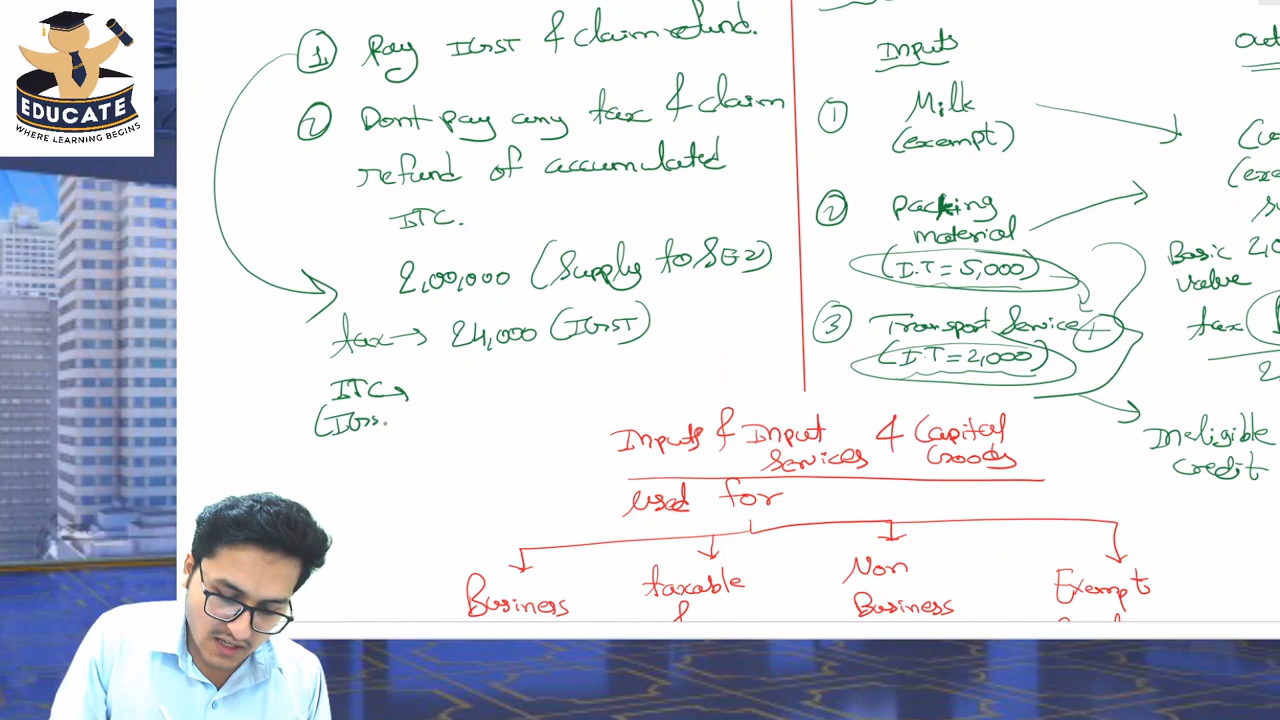 EDUCATE
WHERE LEARNING BEGINS
1 Pay IGST & claim refund.
2 Dont pay any tax & claim
refund of accumulated
ITC.
2,00,000 (Supply to SEZ)
tax → 24,000 (IGST)
ITC →
(IGS
Inputs
1 Milk
(exempt)
2 Packing
material
(I.T = 5,000)
3 Transport Service
(I.T = 2,000)
Basic
value
tax
Ineligible
credit
Inputs & Input Services & Capital Goods
used for
Business
taxable
&
Non
Business
Exempt